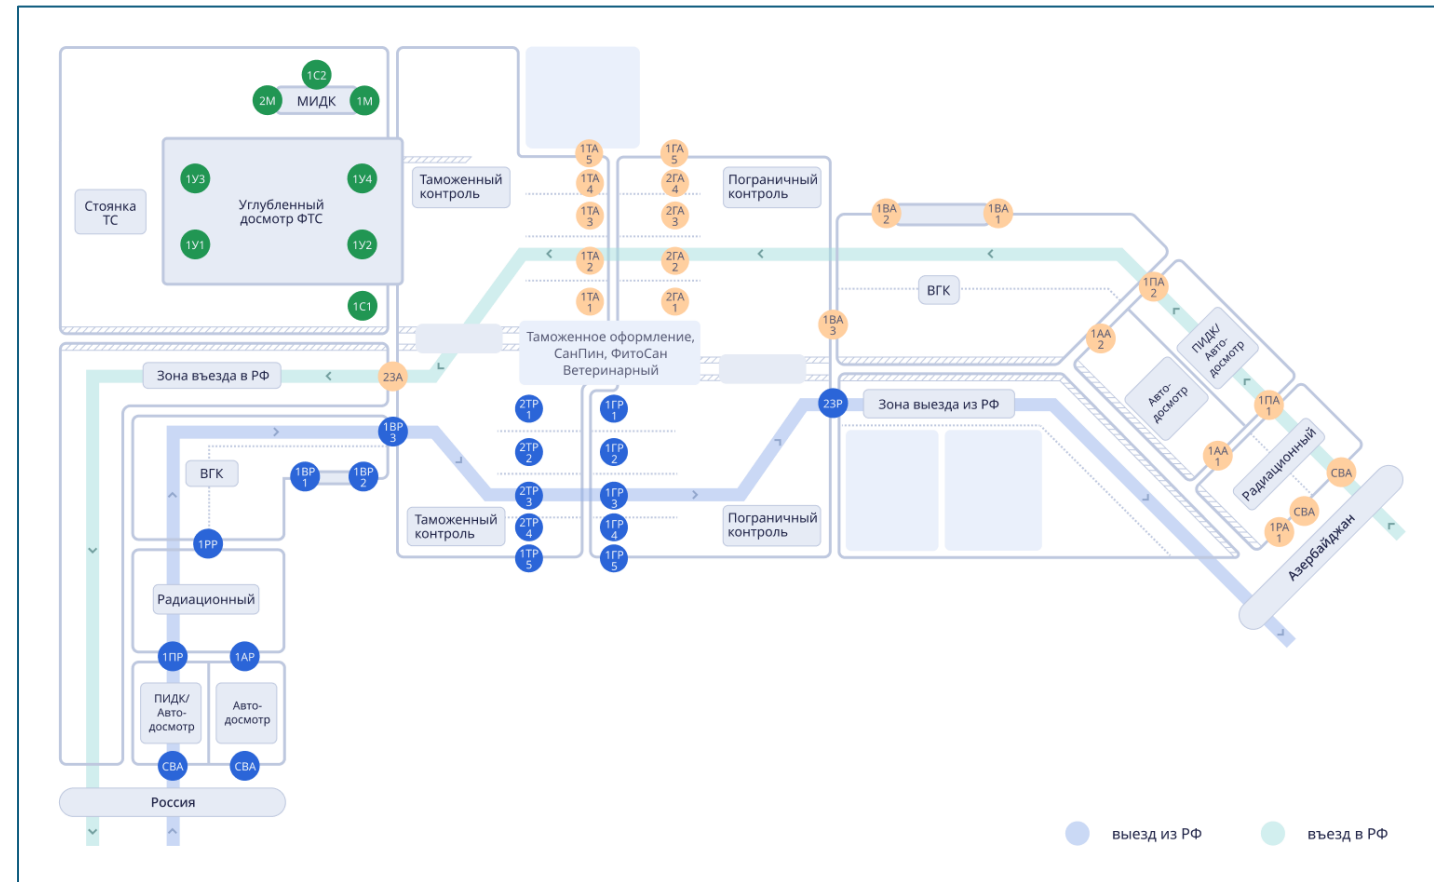 1С2
2М
МИДК
1М
1У3
1У4
Углубленный
досмотр ФТС
Стоянка
ТС
1У1
1У2
1С1
Таможенный
контроль
1ТА
5
1ТА
4
1ТА
3
1ТА
2
1ТА
1
1ГА
5
2ГА
4
2ГА
3
2ГА
2
2ГА
1
Пограничный
контроль
1ВА
2
1ВА
1
ВГК
1ВА
3
1ПА
2
1АА
2
ПИДК/
Авто-
досмотр
Авто-
досмотр
1ПА
1
1АА
1
Радиационный
СВА
СВА
1РА
1
Азербайджан
Таможенное оформление,
СанПин, ФитоСан
Ветеринарный
Зона въезда в РФ
23А
23Р
Зона выезда из РФ
1ВР
3
ВГК
1ВР
1
1ВР
2
2ТР
1
2ТР
2
2ТР
3
2ТР
4
1ТР
5
1ГР
1
1ГР
2
1ГР
3
1ГР
4
1ГР
5
Таможенный
контроль
Пограничный
контроль
1РР
Радиационный
1ПР
1АР
ПИДК/
Авто-
досмотр
Авто-
досмотр
СВА
СВА
Россия
выезд из РФ
въезд в РФ